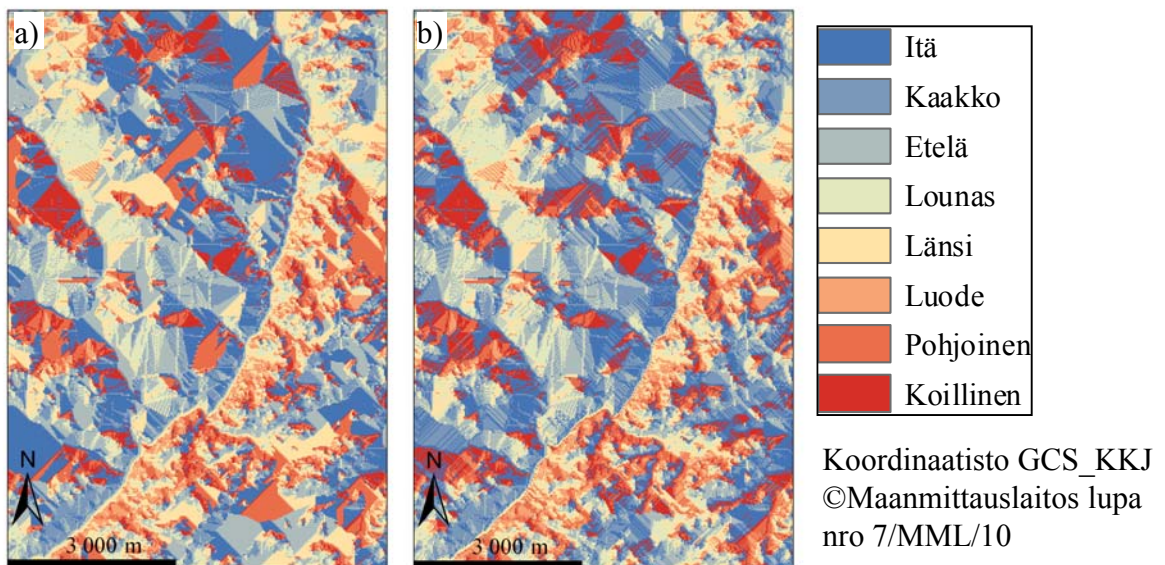 a)
b)
N
3 000 m
N
3 000 m
Itä
Kaakko
Etelä
Lounas
Länsi
Luode
Pohjoinen
Koillinen
Koordinaatisto GCS_KKJ
©Maanmittauslaitos lupa
nro 7/MML/10